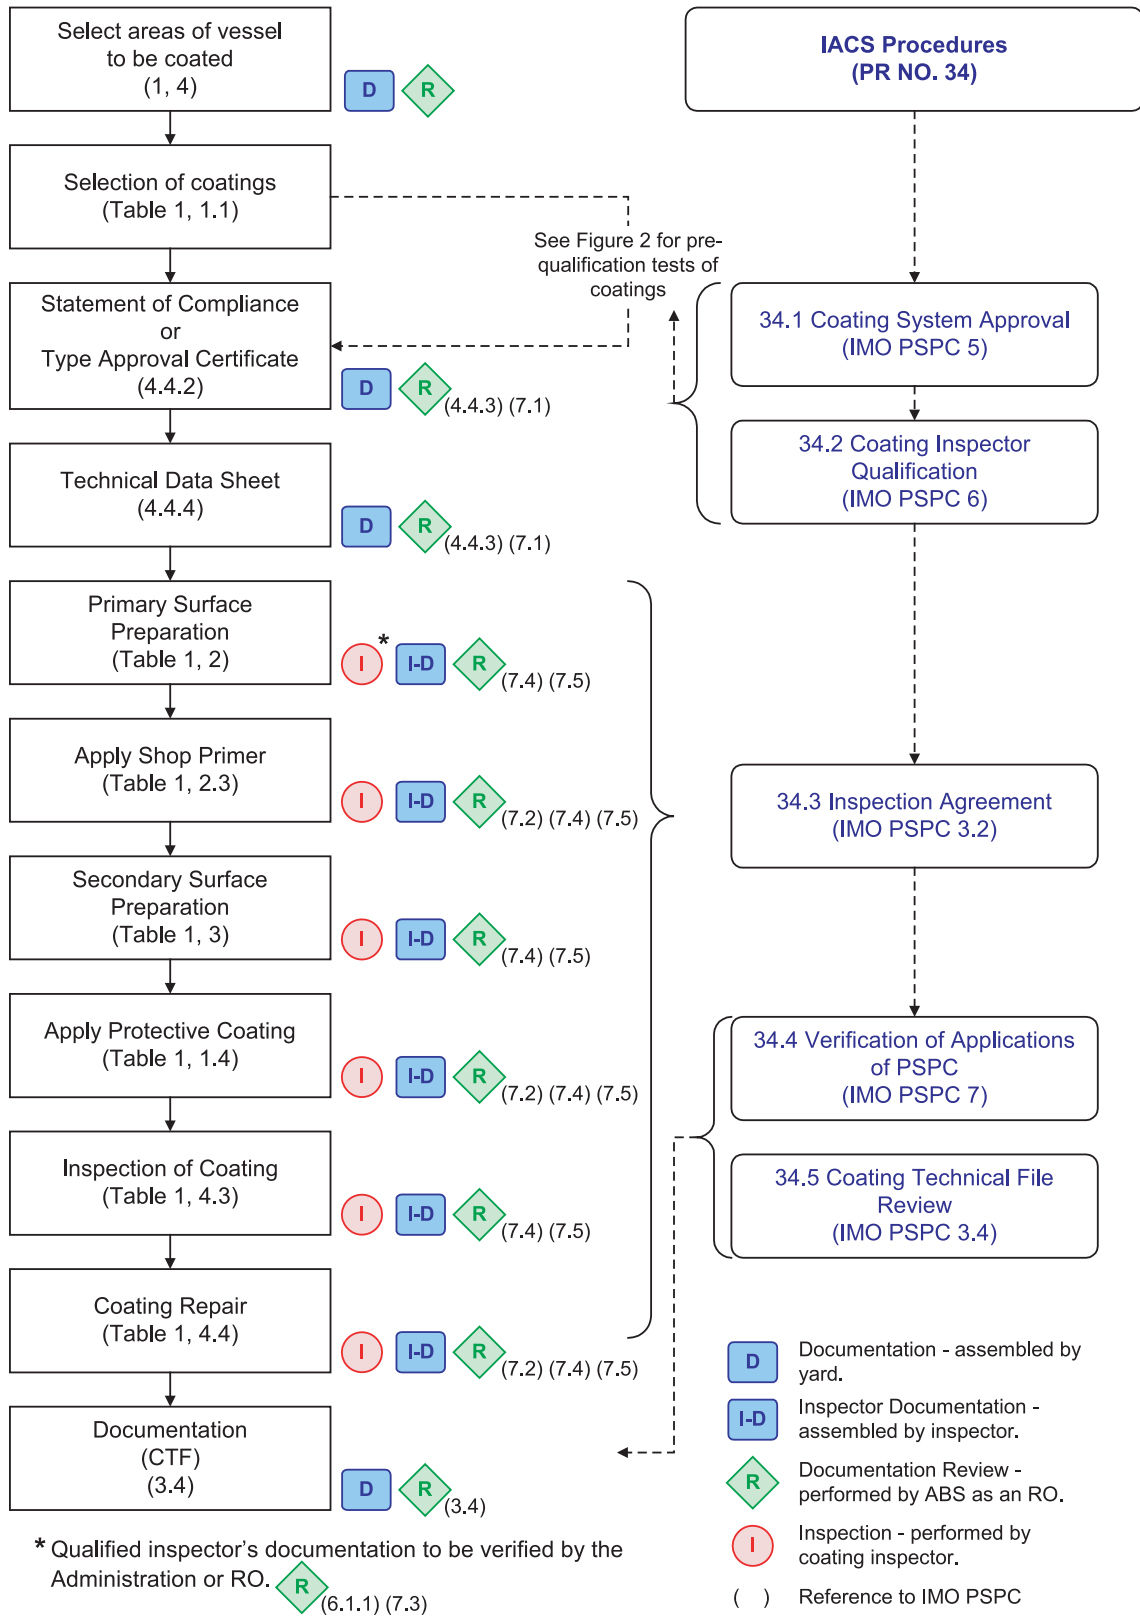 Select areas of vessel
to be coated
(1, 4)
D
R
Selection of coatings
(Table 1, 1.1)
See Figure 2 for pre-
qualification tests of
coatings
Statement of Compliance
or
Type Approval Certificate
(4.4.2)
D
R
(4.4.3) (7.1)
Technical Data Sheet
(4.4.4)
D
R
(4.4.3) (7.1)
Primary Surface
Preparation
(Table 1, 2)
I
*
I-D
R
(7.4) (7.5)
Apply Shop Primer
(Table 1, 2.3)
I
I-D
R
(7.2) (7.4) (7.5)
Secondary Surface
Preparation
(Table 1, 3)
I
I-D
R
(7.4) (7.5)
Apply Protective Coating
(Table 1, 1.4)
I
I-D
R
(7.2) (7.4) (7.5)
Inspection of Coating
(Table 1, 4.3)
I
I-D
R
(7.4) (7.5)
Coating Repair
(Table 1, 4.4)
I
I-D
R
(7.2) (7.4) (7.5)
Documentation
(CTF)
(3.4)
D
R
(3.4)
* Qualified inspector's documentation to be verified by the
Administration or RO.
R
(6.1.1) (7.3)
IACS Procedures
(PR NO. 34)
34.1 Coating System Approval
(IMO PSPC 5)
34.2 Coating Inspector
Qualification
(IMO PSPC 6)
34.3 Inspection Agreement
(IMO PSPC 3.2)
34.4 Verification of Applications
of PSPC
(IMO PSPC 7)
34.5 Coating Technical File
Review
(IMO PSPC 3.4)
D
Documentation - assembled by
yard.
I-D
Inspector Documentation -
assembled by inspector.
R
Documentation Review -
performed by ABS as an RO.
I
Inspection - performed by
coating inspector.
( ) Reference to IMO PSPC